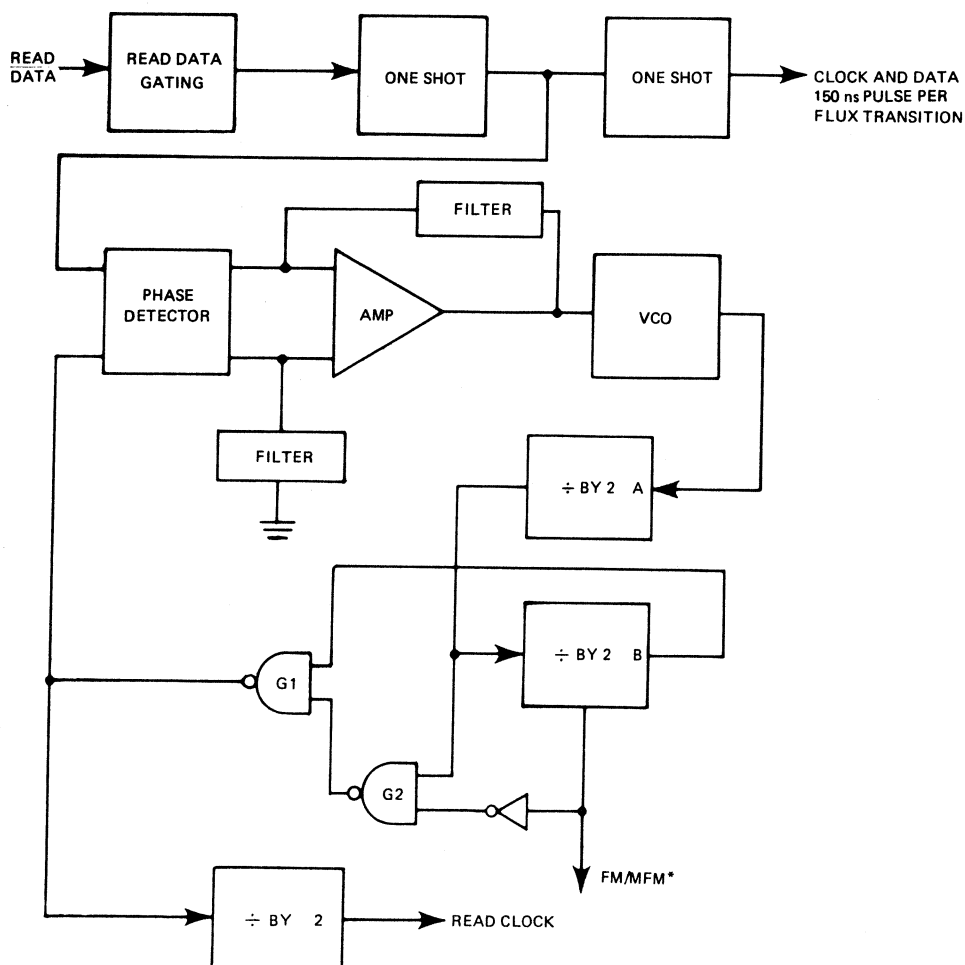 READ
DATA
READ DATA
GATING
ONE SHOT
ONE SHOT
CLOCK AND DATA
150 ns PULSE PER
FLUX TRANSITION
FILTER
PHASE
DETECTOR
AMP
VCO
FILTER
÷ BY 2 A
÷ BY 2 B
G1
G2
FM/MFM*
÷ BY 2
READ CLOCK